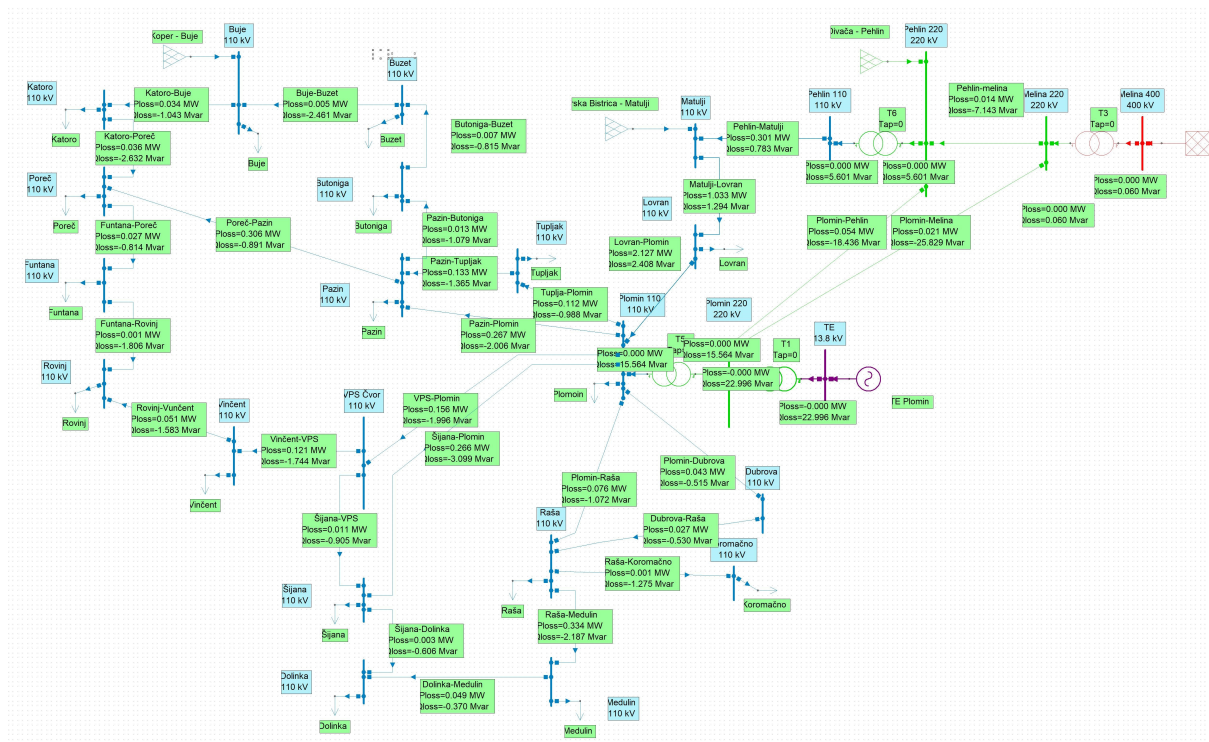 Koper - Buje
Buje
110 kV
Divača - Pehlin
Pehlin 220
220 kV
Katoro
110 kV
Katoro-Buje
Ploss=0.034 MW
Qloss=-1.043 Mvar
Buje-Buzet
Ploss=0.005 MW
Qloss=-2.461 Mvar
Buzet
110 kV
Butoniga-Buzet
Ploss=0.007 MW
Qloss=-0.815 Mvar
rska Bistrica - Matulji
Matulji
110 kV
Pehlin-Matulji
Ploss=0.301 MW
Qloss=0.783 Mvar
Pehlin 110
110 kV
T6
Tap=0
Pehlin-melina
Ploss=0.014 MW
Qloss=-7.143 Mvar
Melina 220
220 kV
T3
Tap=0
Melina 400
400 kV
Katoro
Katoro-Poreč
Ploss=0.036 MW
Qloss=-2.632 Mvar
Buje
Buzet
Ploss=0.000 MW
Qloss=5.601 Mvar
Ploss=0.000 MW
Qloss=5.601 Mvar
Ploss=0.000 MW
Qloss=0.060 Mvar
Ploss=0.000 MW
Qloss=0.060 Mvar
Poreč
110 kV
Poreč
Butoniga
110 kV
Butoniga
Matulji-Lovran
Ploss=1.033 MW
Qloss=1.294 Mvar
Lovran
110 kV
Funtana-Poreč
Ploss=0.027 MW
Qloss=-0.814 Mvar
Poreč-Pazin
Ploss=0.306 MW
Qloss=-0.891 Mvar
Pazin-Butoniga
Ploss=0.013 MW
Qloss=-1.079 Mvar
Tupljak
110 kV
Lovran-Plomin
Ploss=2.127 MW
Qloss=2.408 Mvar
Lovran
Plomin-Pehlin
Ploss=0.054 MW
Qloss=-18.436 Mvar
Plomin-Melina
Ploss=0.021 MW
Qloss=-25.829 Mvar
Funtana
110 kV
Funtana
Pazin-Tupljak
Ploss=0.133 MW
Qloss=-1.365 Mvar
Tupljak
Pazin
110 kV
Pazin
Tuplja-Plomin
Ploss=0.112 MW
Qloss=-0.988 Mvar
Plomin 110
110 kV
Plomin 220
220 kV
Funtana-Rovinj
Ploss=0.001 MW
Qloss=-1.806 Mvar
Pazin-Plomin
Ploss=0.267 MW
Qloss=-2.006 Mvar
TE
13.8 kV
T5
Tap=
Ploss=0.000 MW
Qloss=15.564 Mvar
Ploss=0.000 MW
Qloss=15.564 Mvar
T1
Tap=0
Ploss=-0.000 MW
Qloss=22.996 Mvar
Ploss=-0.000 MW
Qloss=22.996 Mvar
TE Plomin
Plomoin
Rovinj
110 kV
Rovinj
Rovinj-Vunčent
Ploss=0.051 MW
Qloss=-1.583 Mvar
Vinčent
110 kV
VPS Čvor
110 kV
VPS-Plomin
Ploss=0.156 MW
Qloss=-1.996 Mvar
Vinčent-VPS
Ploss=0.121 MW
Qloss=-1.744 Mvar
Šijana-Plomin
Ploss=0.266 MW
Qloss=-3.099 Mvar
Vinčent
Plomin-Raša
Ploss=0.076 MW
Qloss=-1.072 Mvar
Plomin-Dubrova
Ploss=0.043 MW
Qloss=-0.515 Mvar
Dubrova
110 kV
Šijana-VPS
Ploss=0.011 MW
Qloss=-0.905 Mvar
Raša
110 kV
Dubrova-Raša
Ploss=0.027 MW
Qloss=-0.530 Mvar
oromačno
110 kV
Raša-Koromačno
Ploss=0.001 MW
Qloss=-1.275 Mvar
Koromačno
Šijana
110 kV
Šijana
Raša
Šijana-Dolinka
Ploss=0.003 MW
Qloss=-0.606 Mvar
Raša-Medulin
Ploss=0.334 MW
Qloss=-2.187 Mvar
Dolinka
110 kV
Dolinka
Dolinka-Medulin
Ploss=0.049 MW
Qloss=-0.370 Mvar
Medulin
110 kV
Medulin